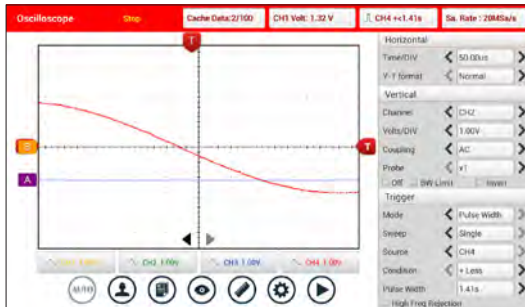 Oscilloscope Stop Cache Data:2/100 CH1 Volt: 1.32 V CH4 +<1.41s Sa. Rate : 20MSa/s
T
Horizontal
Time/DIV 50.00us
Y-T format Normal
Vertical
Channel CH2
Volts/DIV 1.00V
B T
Coupling AC
Probe x1
A
Off BW Limit Invert
Trigger
Mode Pulse Width
Sweep Single
Source CH4
CH2 1.00V CH3 1.00V CH4 1.00V
Condition + Less
AUTO
Pulse Width 1.41s
High Freq Rejection